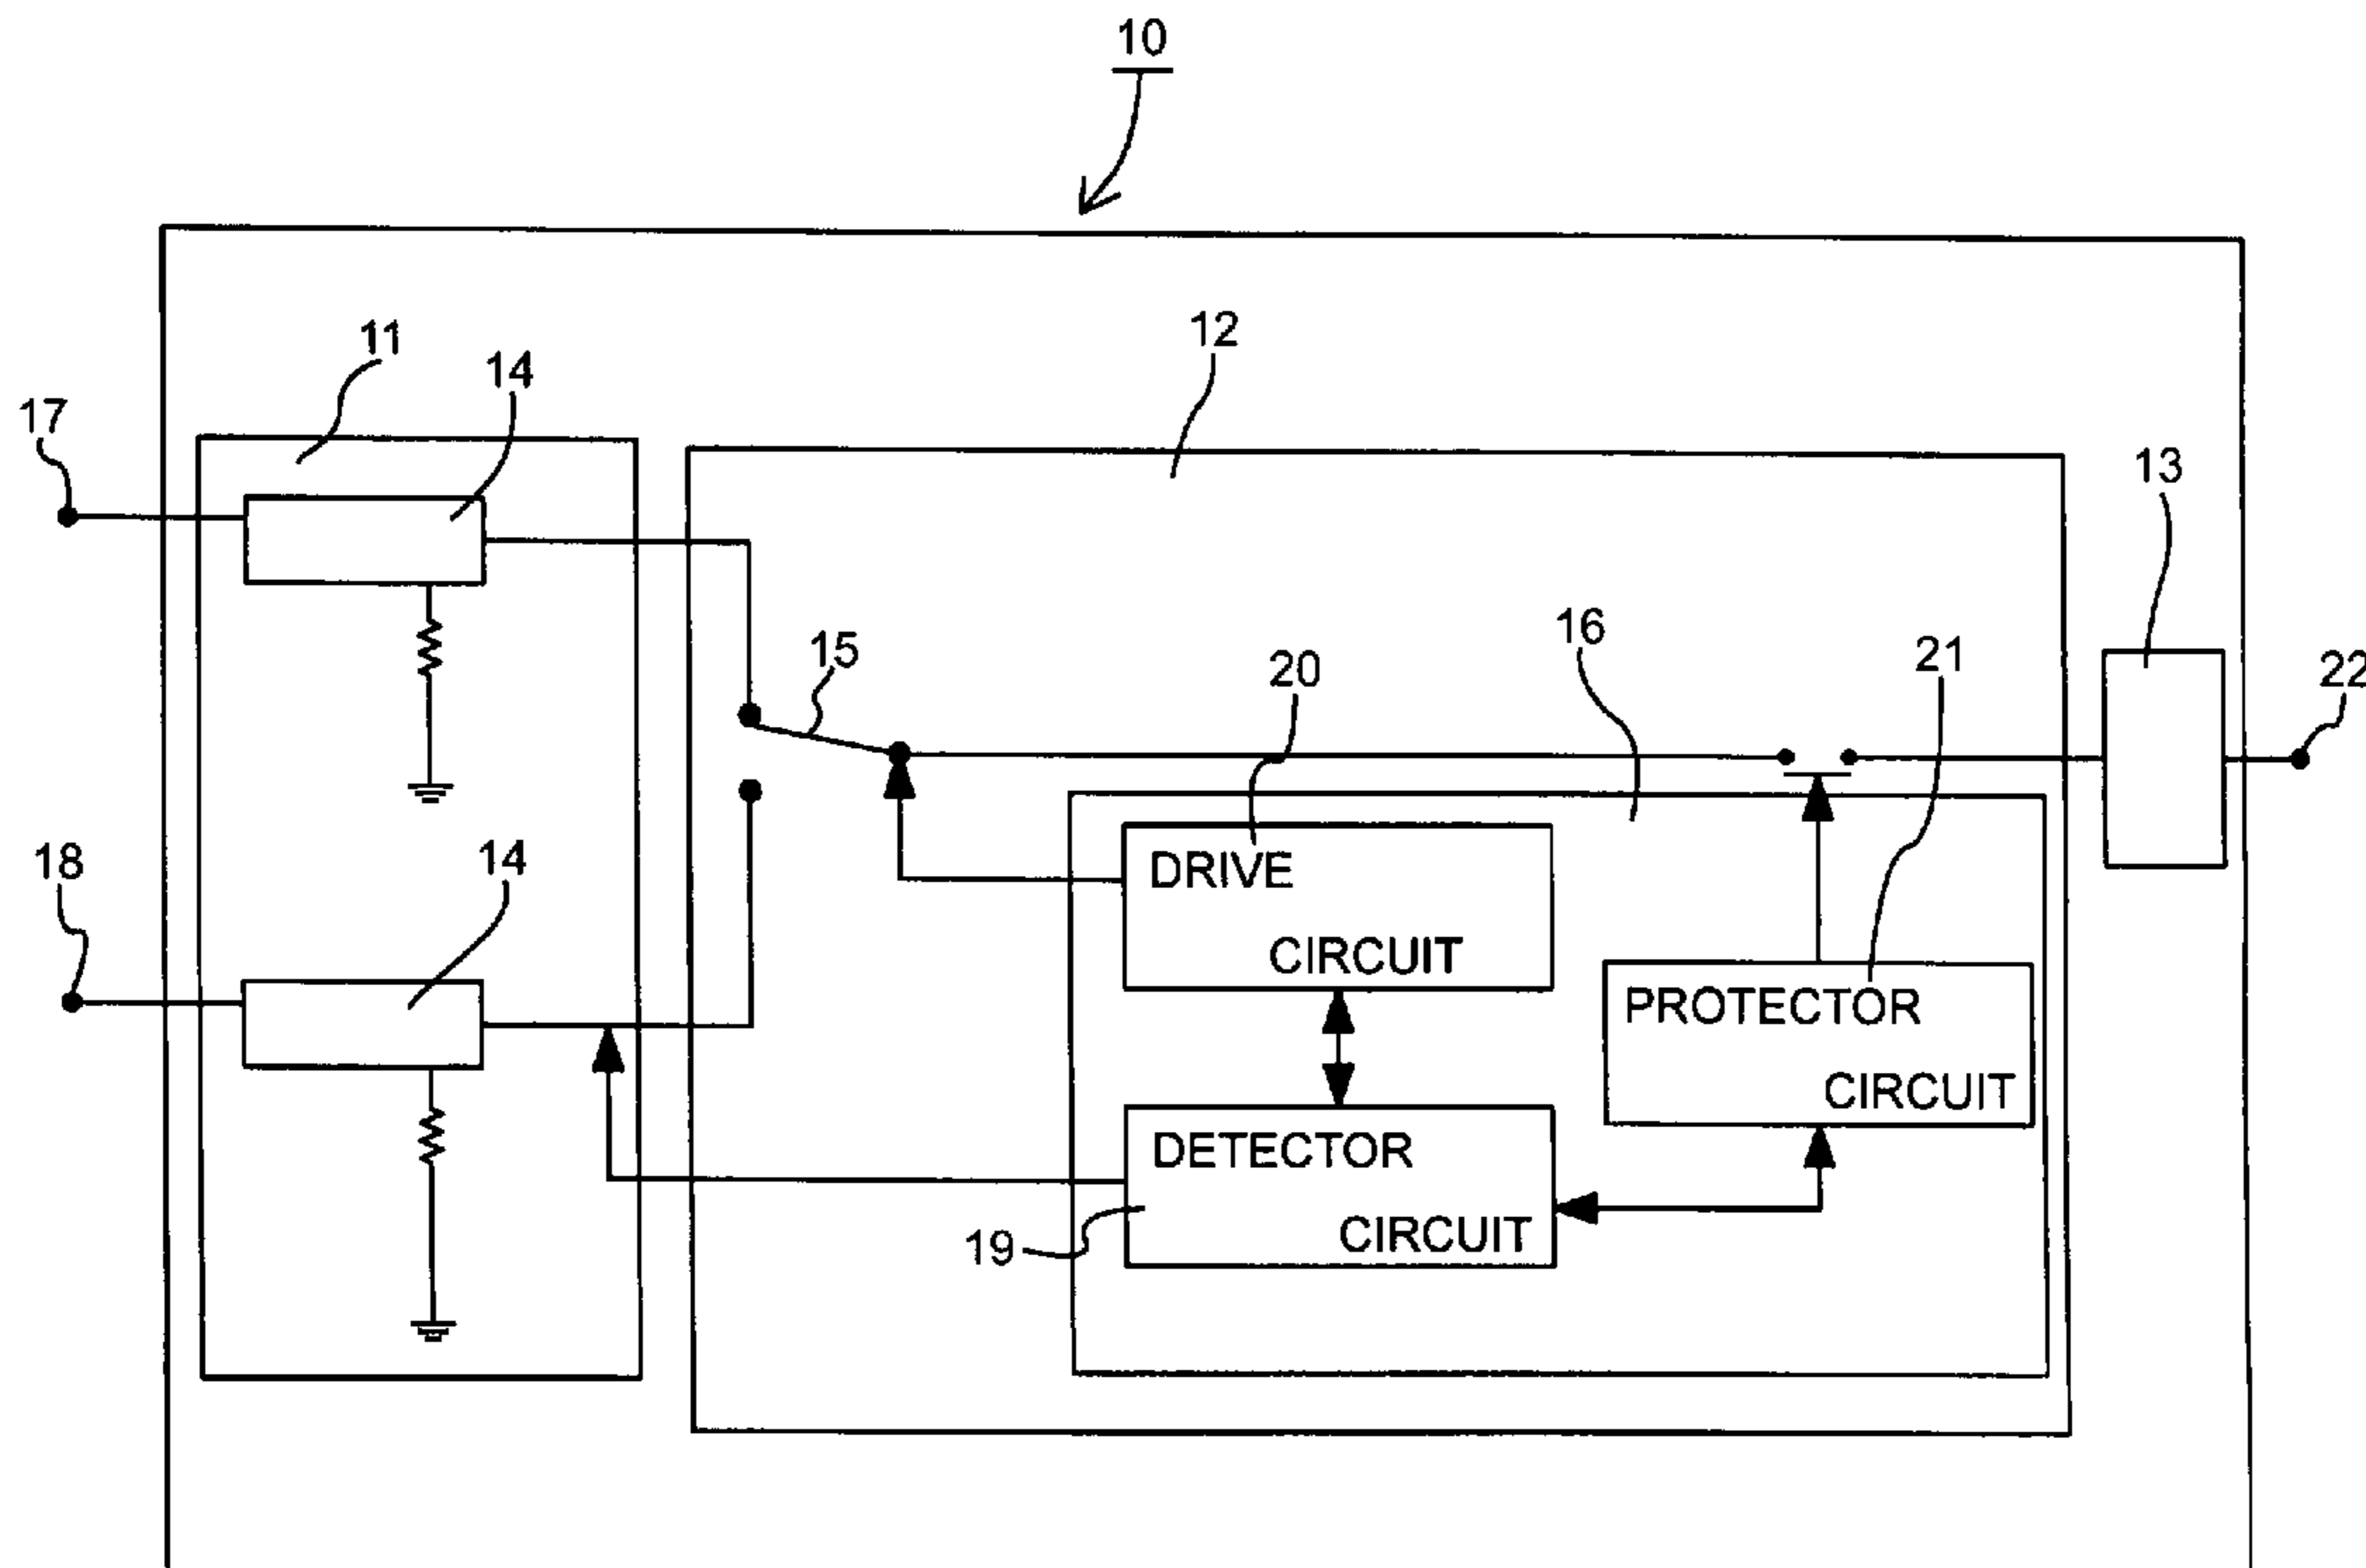 10
11
12
14
17
13
15
16
20
21
22
18
14
DRIVE
CIRCUIT
PROTECTOR
CIRCUIT
DETECTOR
CIRCUIT
19